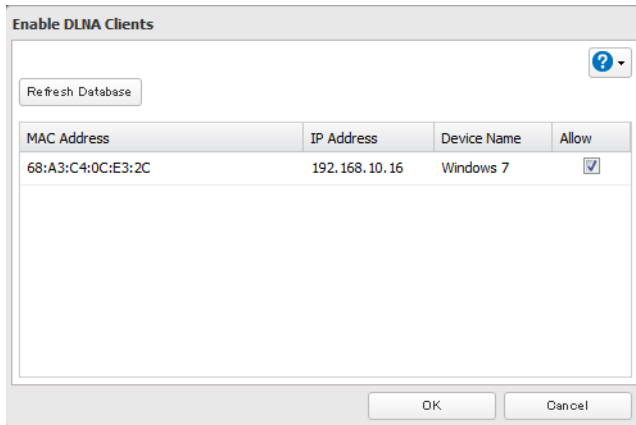 Enable DLNA Clients
?
Refresh Database
MAC Address IP Address Device Name Allow
68:A3:C4:0C:E3:2C 192.168.10.16 Windows 7
OK Cancel